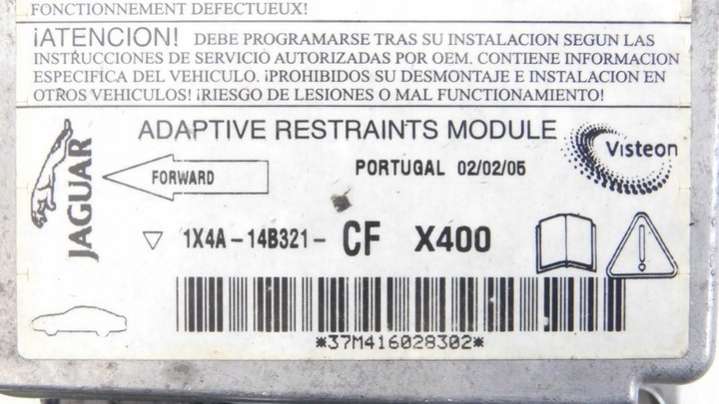 FONCTIONNEMENT DEFECTUEUX!
¡ATENCION! DEBE PROGRAMARSE TRAS SU INSTALACION SEGUN LAS
INSTRUCCIONES DE SERVICIO AUTORIZADAS POR OEM. CONTIENE INFORMACION
ESPECIFICA DEL VEHICULO. ¡PROHIBIDOS SU DESMONTAJE E INSTALACION EN
OTROS VEHICULOS! ¡RIESGO DE LESIONES O MAL FUNCIONAMIENTO!
ADAPTIVE RESTRAINTS MODULE
JAGUAR
FORWARD
PORTUGAL 02/02/05
Visteon
1X4A-14B321- CF X400
*37M416028302*